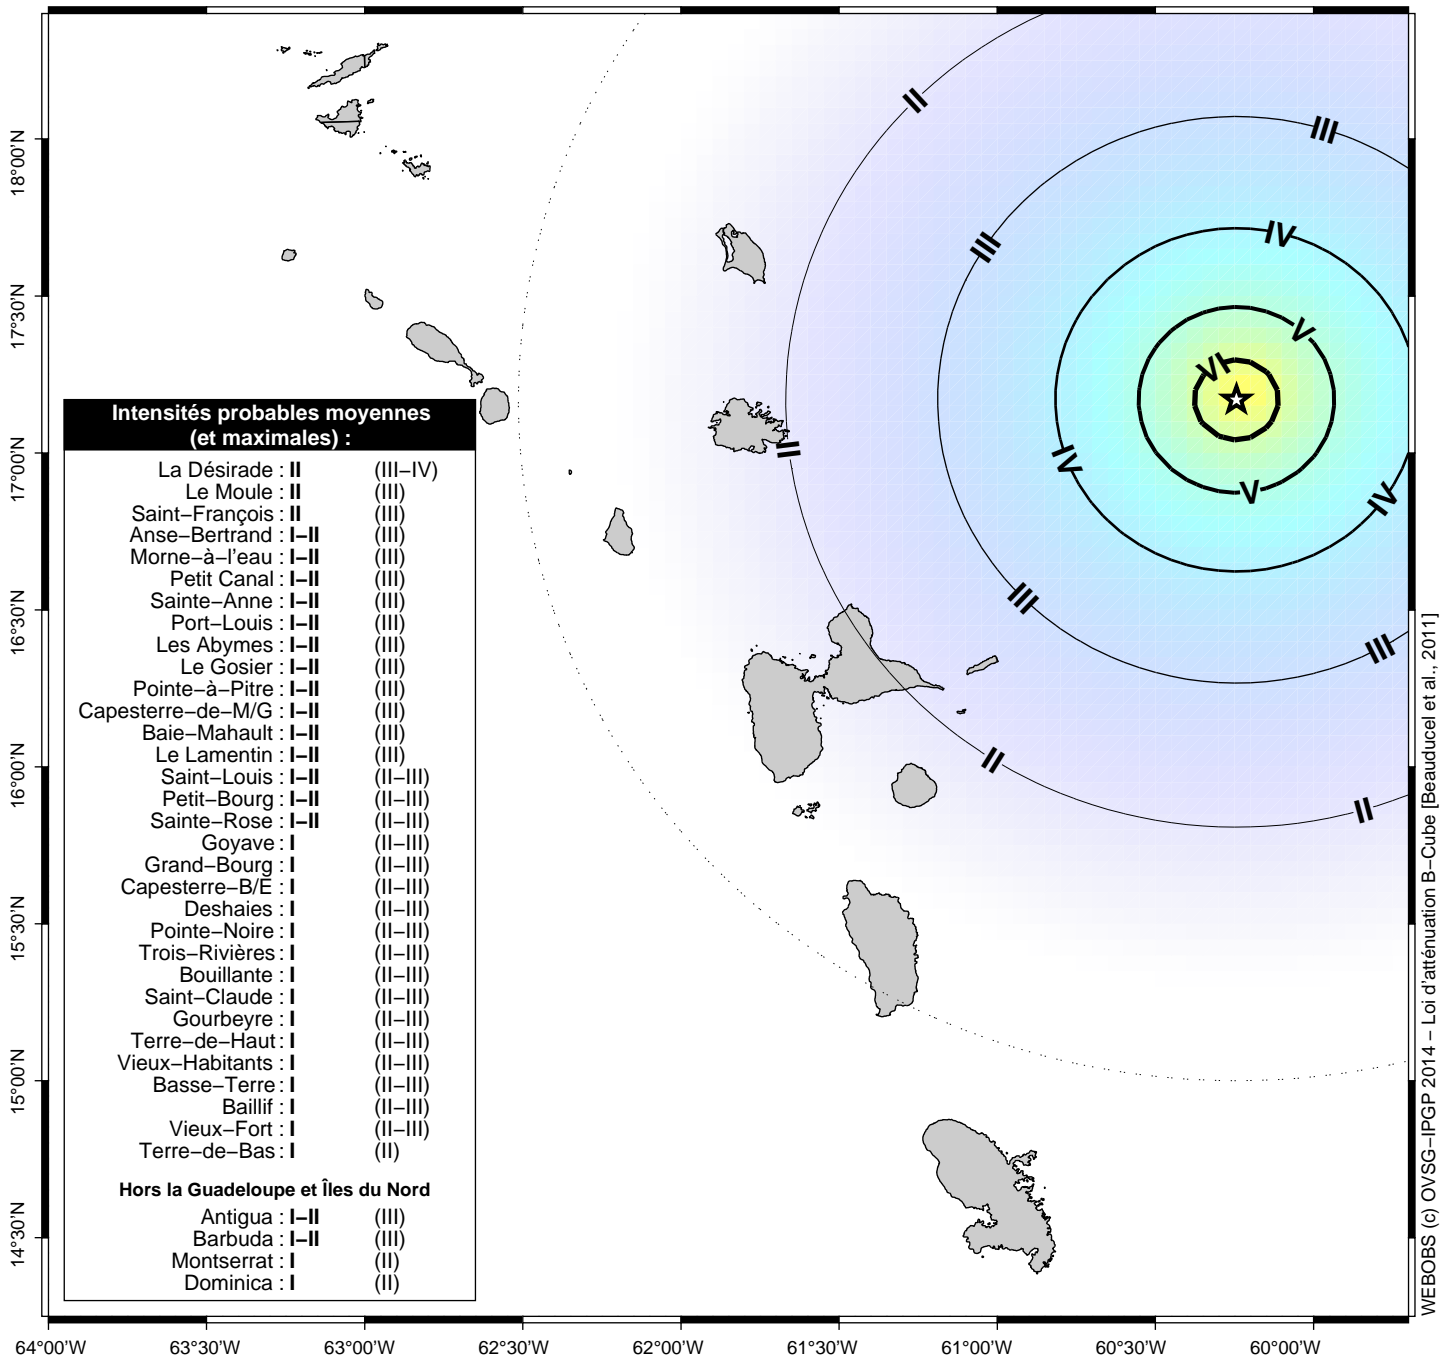 II
III
III
IV
V
VI
II
IV
V
IV
III
III
II
II
18°00'N
17°30'N
17°00'N
16°30'N
16°00'N
15°30'N
15°00'N
14°30'N
Intensités probables moyennes
(et maximales) :
La Désirade : II (III−IV)
Le Moule : II (III)
Saint−François : II (III)
Anse−Bertrand : I−II (III)
Morne−à−l'eau : I−II (III)
Petit Canal : I−II (III)
Sainte−Anne : I−II (III)
Port−Louis : I−II (III)
Les Abymes : I−II (III)
Le Gosier : I−II (III)
Pointe−à−Pitre : I−II (III)
Capesterre−de−M/G : I−II (III)
Baie−Mahault : I−II (III)
Le Lamentin : I−II (III)
Saint−Louis : I−II (II−III)
Petit−Bourg : I−II (II−III)
Sainte−Rose : I−II (II−III)
Goyave : I (II−III)
Grand−Bourg : I (II−III)
Capesterre−B/E : I (II−III)
Deshaies : I (II−III)
Pointe−Noire : I (II−III)
Trois−Rivières : I (II−III)
Bouillante : I (II−III)
Saint−Claude : I (II−III)
Gourbeyre : I (II−III)
Terre−de−Haut : I (II−III)
Vieux−Habitants : I (II−III)
Basse−Terre : I (II−III)
Baillif : I (II−III)
Vieux−Fort : I (II−III)
Terre−de−Bas : I (II)
Hors la Guadeloupe et Îles du Nord
Antigua : I−II (III)
Barbuda : I−II (III)
Montserrat : I (II)
Dominica : I (II)
64°00'W 63°30'W 63°00'W 62°30'W 62°00'W 61°30'W 61°00'W 60°30'W 60°00'W
WEBOBS (c) OVSG−IPGP 2014 − Loi d'atténuation B−Cube [Beauducel et al., 2011]